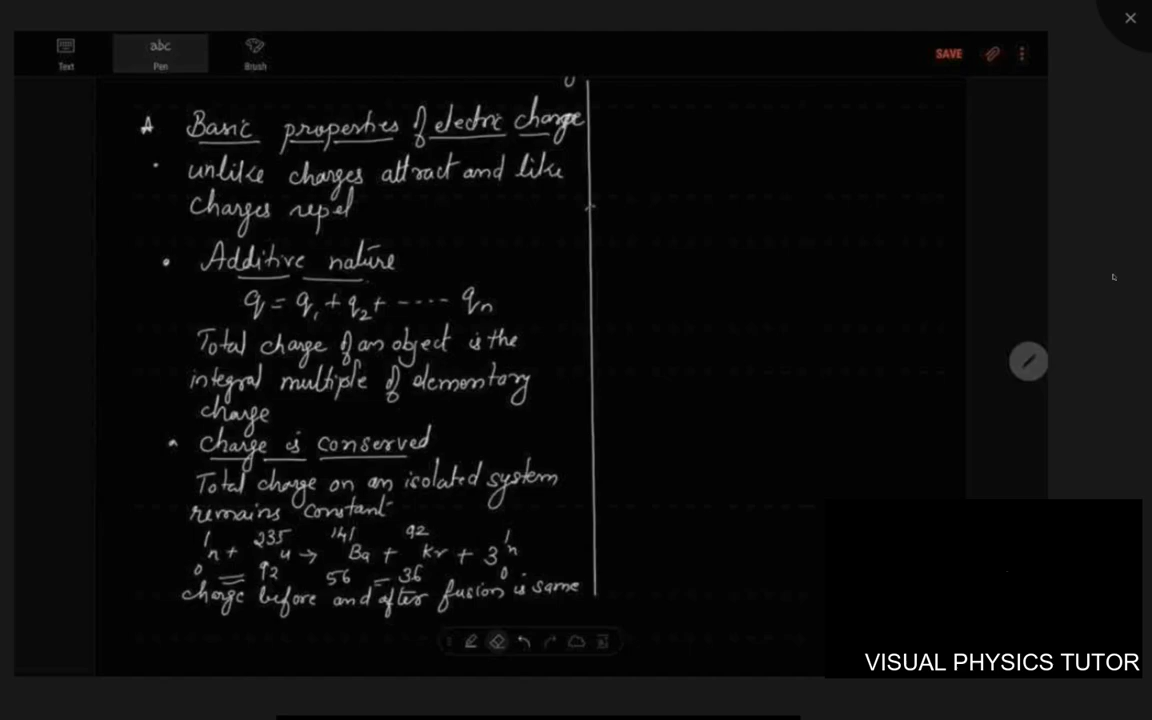 Text
abc
Pen
Brush
SAVE
Basic properties of electric charge
unlike charges attract and like
charges repel
Additive nature
q = q₁ + q₂ + ----- qₙ
Total charge of an object is the
integral multiple of elementary
charge
charge is conserved
Total charge on an isolated system
remains constant
1 235 141 92 1
n + u → Ba + Kr + 3 n
0 92 56 36 0
charge before and after fusion is same
VISUAL PHYSICS TUTOR